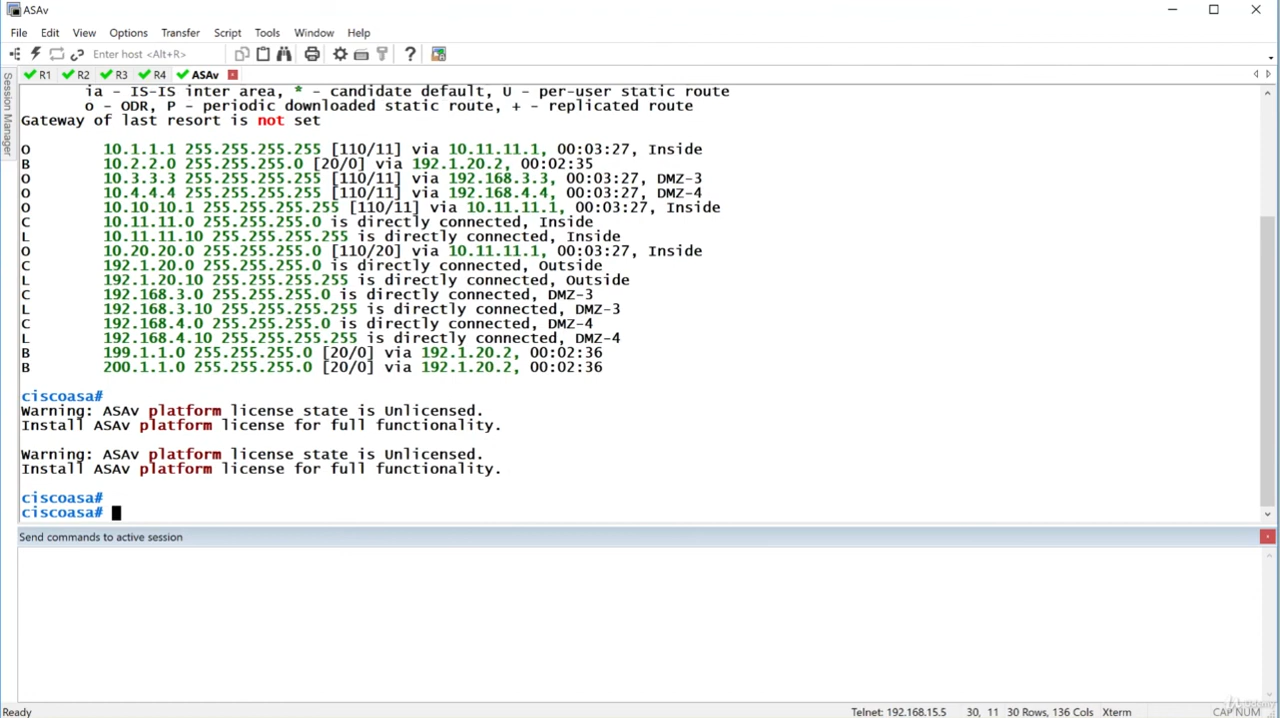 ASAv
File Edit View Options Transfer Script Tools Window Help
Enter host <Alt+R>
R1 R2 R3 R4 ASAv
Session Manager
ia - IS-IS inter area, * - candidate default, U - per-user static route
o - ODR, P - periodic downloaded static route, + - replicated route
Gateway of last resort is not set
O 10.1.1.1 255.255.255.255 [110/11] via 10.11.11.1, 00:03:27, Inside
B 10.2.2.0 255.255.255.0 [20/0] via 192.1.20.2, 00:02:35
O 10.3.3.3 255.255.255.255 [110/11] via 192.168.3.3, 00:03:27, DMZ-3
O 10.4.4.4 255.255.255.255 [110/11] via 192.168.4.4, 00:03:27, DMZ-4
O 10.10.10.1 255.255.255.255 [110/11] via 10.11.11.1, 00:03:27, Inside
C 10.11.11.0 255.255.255.0 is directly connected, Inside
L 10.11.11.10 255.255.255.255 is directly connected, Inside
O 10.20.20.0 255.255.255.0 [110/20] via 10.11.11.1, 00:03:27, Inside
C 192.1.20.0 255.255.255.0 is directly connected, Outside
L 192.1.20.10 255.255.255.255 is directly connected, Outside
C 192.168.3.0 255.255.255.0 is directly connected, DMZ-3
L 192.168.3.10 255.255.255.255 is directly connected, DMZ-3
C 192.168.4.0 255.255.255.0 is directly connected, DMZ-4
L 192.168.4.10 255.255.255.255 is directly connected, DMZ-4
B 199.1.1.0 255.255.255.0 [20/0] via 192.1.20.2, 00:02:36
B 200.1.1.0 255.255.255.0 [20/0] via 192.1.20.2, 00:02:36
ciscoasa#
Warning: ASAv platform license state is Unlicensed.
Install ASAv platform license for full functionality.
Warning: ASAv platform license state is Unlicensed.
Install ASAv platform license for full functionality.
ciscoasa#
ciscoasa#
Send commands to active session
Ready Telnet: 192.168.15.5 30, 11 30 Rows, 136 Cols Xterm CAP NUM
Udemy